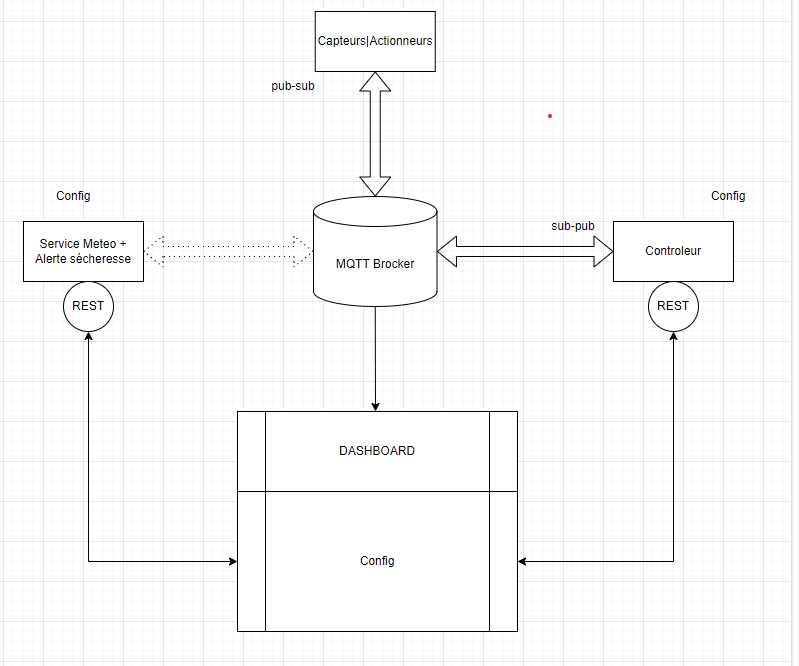 Capteurs|Actionneurs
pub-sub
Config
Config
sub-pub
Service Meteo +
Alerte sécheresse
MQTT Brocker
Controleur
REST
REST
DASHBOARD
Config